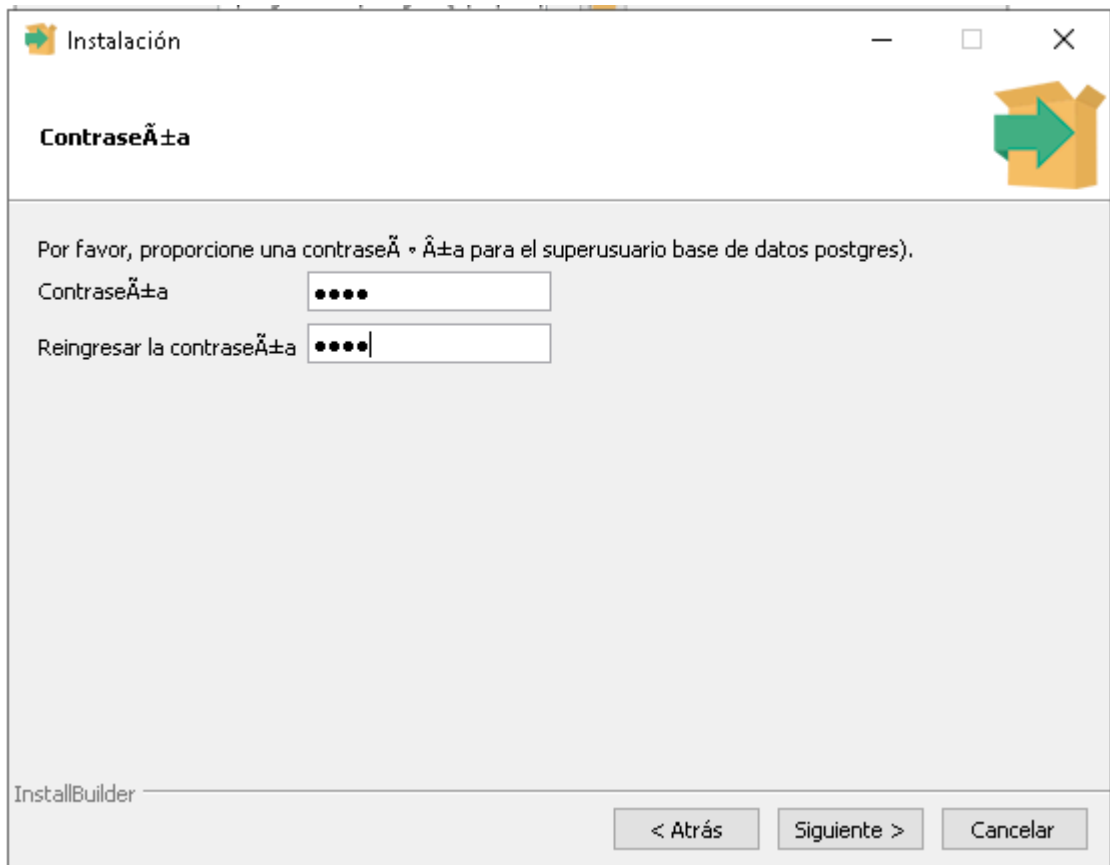 Instalación
ContraseÃ±a
Por favor, proporcione una contraseÃ * Â±a para el superusuario base de datos postgres).
ContraseÃ±a ••••
Reingresar la contraseÃ±a ••••
InstallBuilder
< Atrás Siguiente > Cancelar